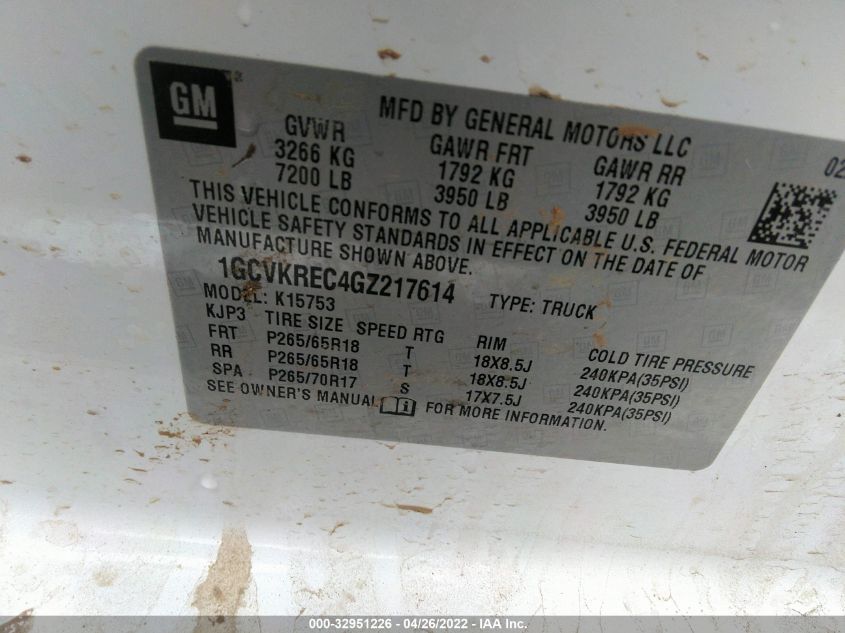 GM
MFD BY GENERAL MOTORS LLC
02
GVWR GAWR FRT GAWR RR
3266 KG 1792 KG 1792 KG
7200 LB 3950 LB 3950 LB
THIS VEHICLE CONFORMS TO ALL APPLICABLE U.S. FEDERAL MOTOR
VEHICLE SAFETY STANDARDS IN EFFECT ON THE DATE OF
MANUFACTURE SHOWN ABOVE.
1GCVKREC4GZ217614 TYPE: TRUCK
MODEL: K15753
KJP3 TIRE SIZE SPEED RTG RIM COLD TIRE PRESSURE
FRT P265/65R18 T 18X8.5J 240KPA(35PSI)
RR P265/65R18 T 18X8.5J 240KPA(35PSI)
SPA P265/70R17 S 17X7.5J 240KPA(35PSI)
SEE OWNER'S MANUAL FOR MORE INFORMATION.
000-32951226 - 04/26/2022 - IAA Inc.